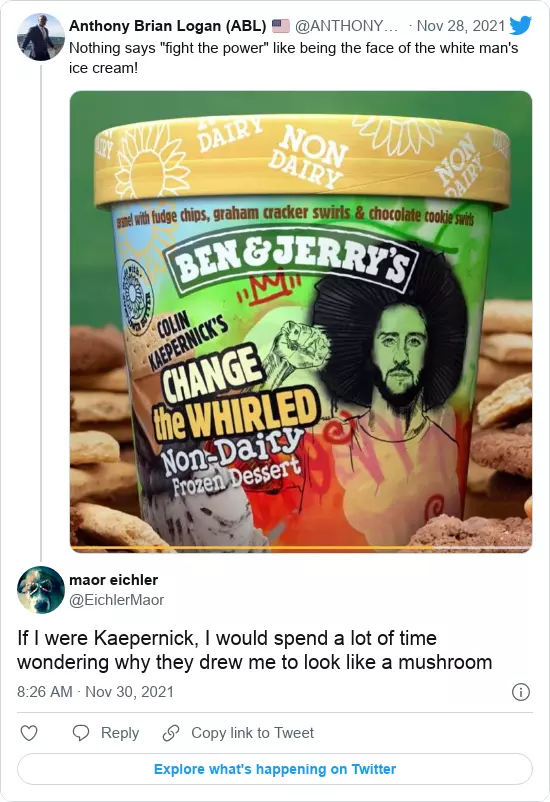 Anthony Brian Logan (ABL) 🇺🇸 @ANTHONY... · Nov 28, 2021
Nothing says "fight the power" like being the face of the white man's
ice cream!
DAIRY
NON
DAIRY
NON
DAIRY
with fudge chips, graham cracker swirls & chocolate cookie swirls
BEN & JERRY'S
COLIN
KAEPERNICK'S
CHANGE
the WHIRLED
Non-Dairy
Frozen Dessert
maor eichler
@EichlerMaor
If I were Kaepernick, I would spend a lot of time
wondering why they drew me to look like a mushroom
8:26 AM · Nov 30, 2021
Reply
Copy link to Tweet
Explore what's happening on Twitter